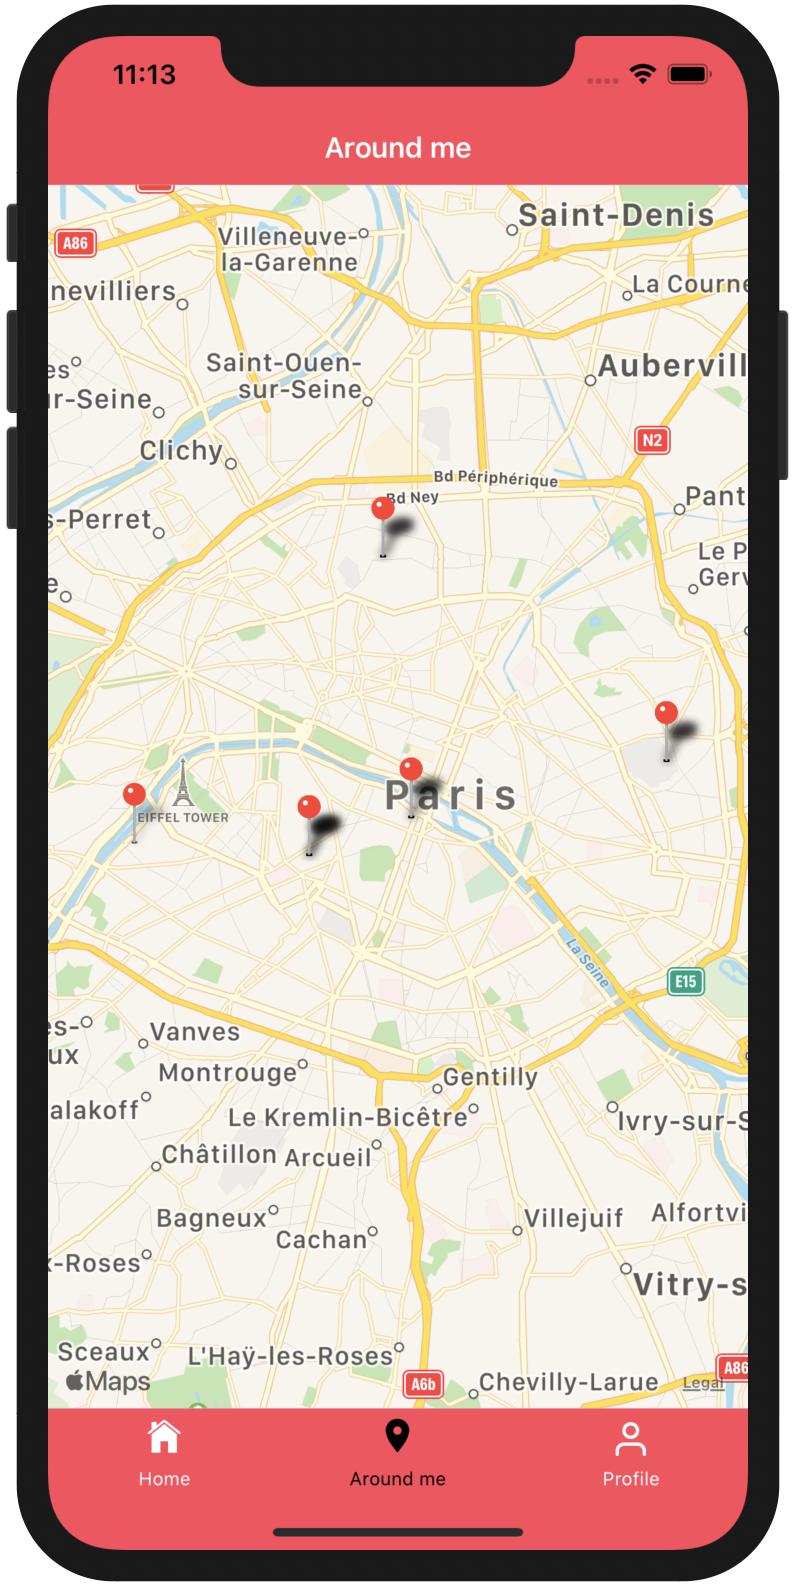 11:13
Around me
Saint-Denis
A86
Villeneuve-
la-Garenne
La Courne
nevilliers
Saint-Ouen-
sur-Seine
es
Aubervill
ur-Seine
Clichy
N2
Bd Périphérique
Bd Ney
Pant
s-Perret
Le P
Gerv
e
Paris
EIFFEL TOWER
La Seine
E15
es-
ux
Vanves
Montrouge
Gentilly
alakoff
Le Kremlin-Bicêtre
Ivry-sur-S
Châtillon
Arcueil
Bagneux
Cachan
Villejuif
Alfortvi
x-Roses
Vitry-s
Sceaux
L'Haÿ-les-Roses
A86
Maps
A6b
Chevilly-Larue
Legal
Home
Around me
Profile